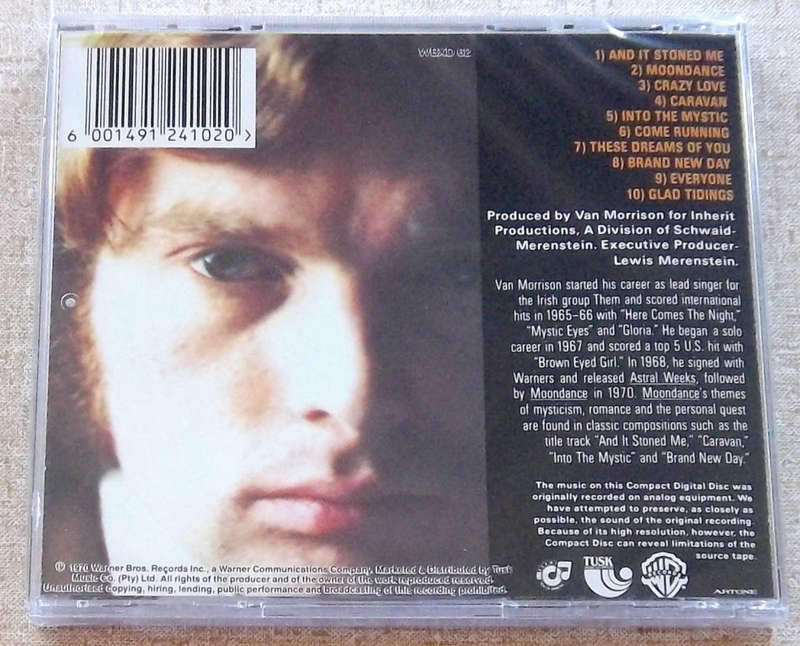 6 001491 241020 >
WBXD 62
1) AND IT STONED ME
2) MOONDANCE
3) CRAZY LOVE
4) CARAVAN
5) INTO THE MYSTIC
6) COME RUNNING
7) THESE DREAMS OF YOU
8) BRAND NEW DAY
9) EVERYONE
10) GLAD TIDINGS
Produced by Van Morrison for Inherit
Productions, A Division of Schwaid-
Merenstein. Executive Producer-
Lewis Merenstein.
Van Morrison started his career as lead singer for
the Irish group Them and scored international
hits in 1965–66 with "Here Comes The Night,"
"Mystic Eyes" and "Gloria." He began a solo
career in 1967 and scored a top 5 U.S. hit with
"Brown Eyed Girl." In 1968, he signed with
Warners and released Astral Weeks, followed
by Moondance in 1970. Moondance's themes
of mysticism, romance and the personal quest
are found in classic compositions such as the
title track "And It Stoned Me," "Caravan,"
"Into The Mystic" and "Brand New Day."
The music on this Compact Digital Disc was
originally recorded on analog equipment. We
have attempted to preserve, as closely as
possible, the sound of the original recording.
Because of its high resolution, however, the
Compact Disc can reveal limitations of the
source tape.
℗ 1970 Warner Bros. Records Inc., a Warner Communications Company. Marketed & Distributed by Tusk
Music Co. (Pty) Ltd. All rights of the producer and of the owner of the work reproduced reserved.
Unauthorised copying, hiring, lending, public performance and broadcasting of this recording prohibited.
TUSK
ARTONE